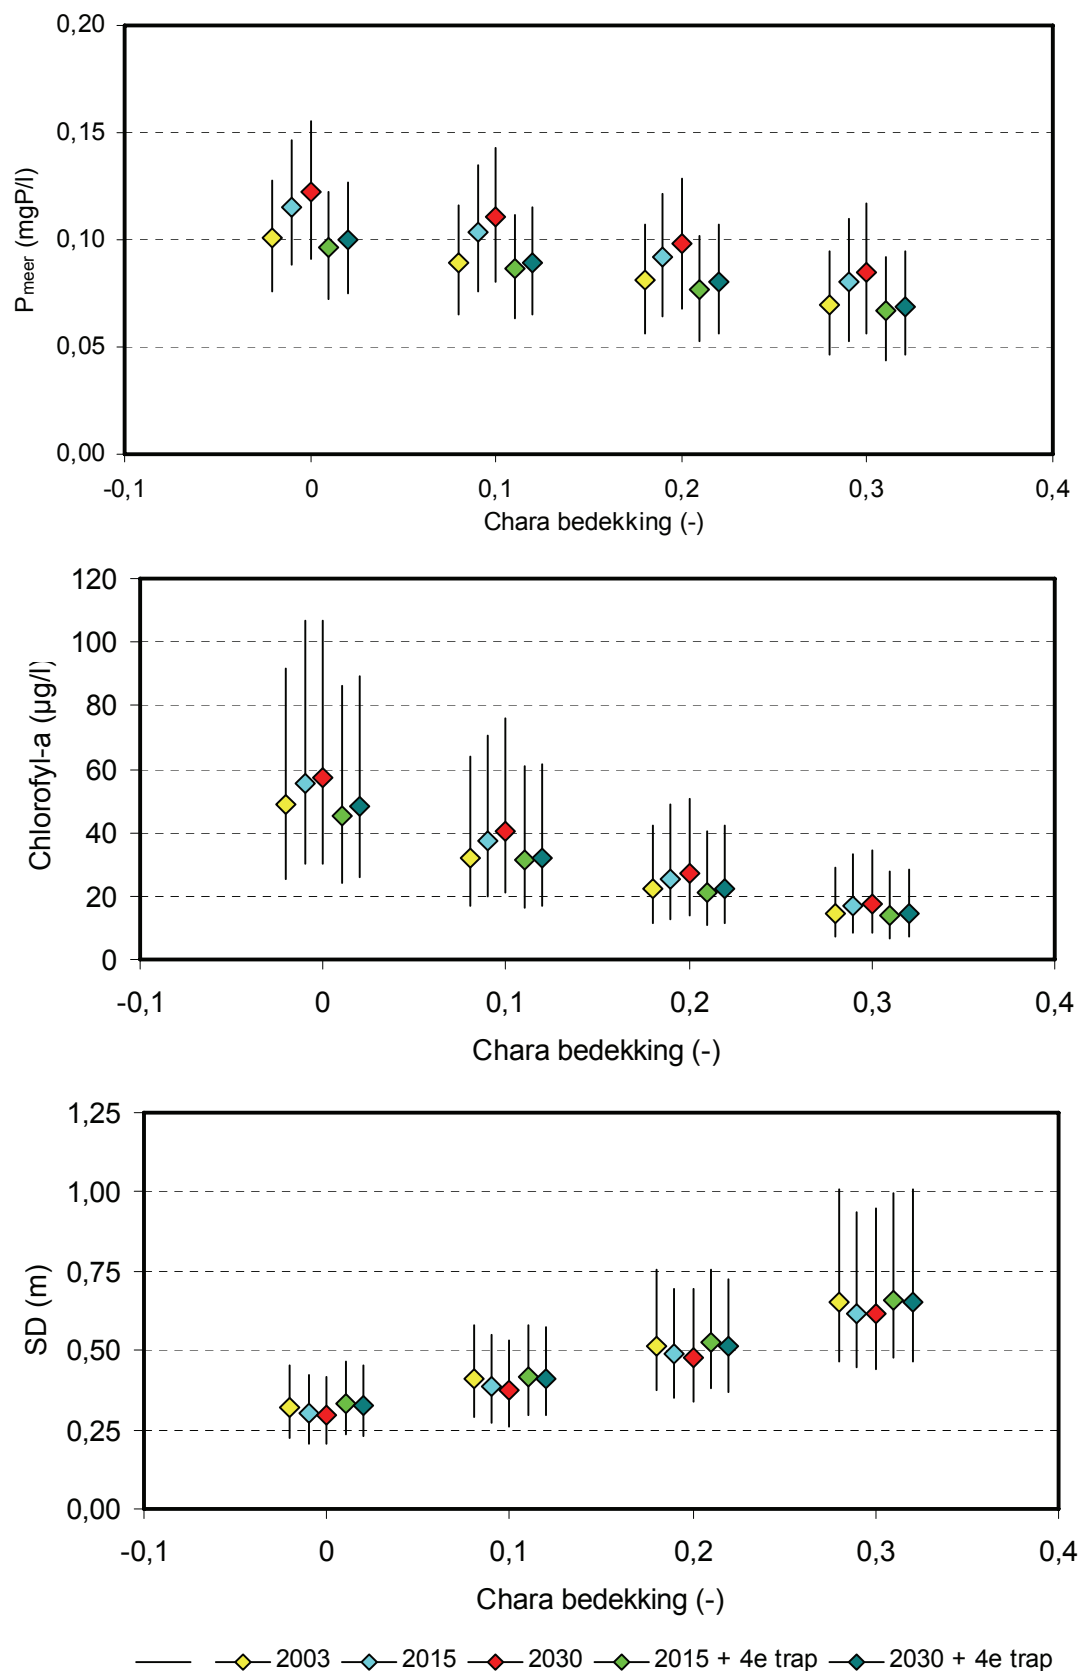 0,20
0,15
0,10
0,05
0,00
Pmeer (mgP/l)
-0,1 0 0,1 0,2 0,3 0,4
Chara bedekking (-)
120
100
80
60
40
20
0
Chlorofyl-a (µg/l)
-0,1 0 0,1 0,2 0,3 0,4
Chara bedekking (-)
1,25
1,00
0,75
0,50
0,25
0,00
SD (m)
-0,1 0 0,1 0,2 0,3 0,4
Chara bedekking (-)
2003 2015 2030 2015 + 4e trap 2030 + 4e trap